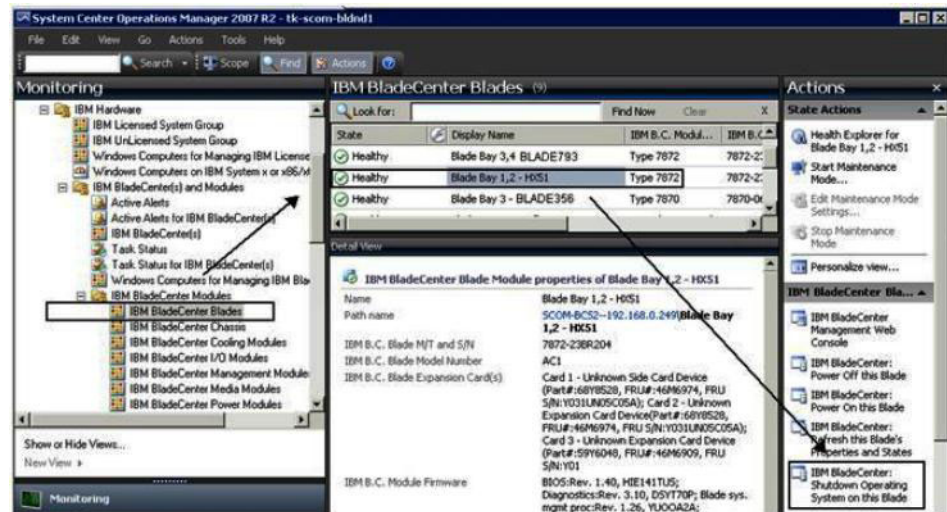 System Center Operations Manager 2007 R2 - tk-scom-bldnd1
File Edit View Go Actions Tools Help
Search Scope Find Actions
Monitoring
IBM Hardware
IBM Licensed System Group
IBM UnLicensed System Group
Windows Computers for Managing IBM License
Windows Computers on IBM System x or x86/x6
IBM BladeCenter(s) and Modules
Active Alerts
Active Alerts for IBM BladeCenter(s)
IBM BladeCenter(s)
Task Status
Task Status for IBM BladeCenter(s)
Windows Computers for Managing IBM Bla
IBM BladeCenter Modules
IBM BladeCenter Blades
IBM BladeCenter Chassis
IBM BladeCenter Cooling Modules
IBM BladeCenter I/O Modules
IBM BladeCenter Management Module
IBM BladeCenter Media Modules
IBM BladeCenter Power Modules
Show or Hide Views...
New View
Monitoring
IBM BladeCenter Blades (9)
Look for: Find Now Clear X
State Display Name IBM B.C. Modul... IBM B.C
Healthy Blade Bay 3,4 BLADE793 Type 7872 7872-2
Healthy Blade Bay 1,2 - HX51 Type 7872 7872-2
Healthy Blade Bay 3 - BLADE356 Type 7870 7870-0
Detail View
IBM BladeCenter Blade Module properties of Blade Bay 1,2 - HX51
Name Blade Bay 1,2 - HX51
Path name SCOM-BC52--192.168.0.249\Blade Bay
1,2 - HX51
IBM B.C. Blade M/T and S/N 7872-23BR204
IBM B.C. Blade Model Number AC1
IBM B.C. Blade Expansion Card(s) Card 1 - Unknown Side Card Device
(Part#:68Y8528, FRU#:46M6974, FRU
S/N:Y031UN05C05A); Card 2 - Unknown
Expansion Card Device(Part#:68Y8528,
FRU#:46M6974, FRU S/N:Y031UN05C05A);
Card 3 - Unknown Expansion Card Device
(Part#:59Y6048, FRU#:46M6909, FRU
S/N:Y01
IBM B.C. Module Firmware BIOS:Rev. 1.40, HIE141TUS;
Diagnostics:Rev. 3.10, DSYT70P; Blade sys.
mgmt proc:Rev. 1.26, YUOOA2A;
Actions
State Actions
Health Explorer for
Blade Bay 1,2 - HX51
Start Maintenance
Mode...
Edit Maintenance Mode
Settings...
Stop Maintenance
Mode
Personalize view...
IBM BladeCenter Bla...
IBM BladeCenter
Management Web
Console
IBM BladeCenter:
Power Off this Blade
IBM BladeCenter:
Power On this Blade
IBM BladeCenter:
Refresh this Blade's
Properties and States
IBM BladeCenter:
Shutdown Operating
System on this Blade